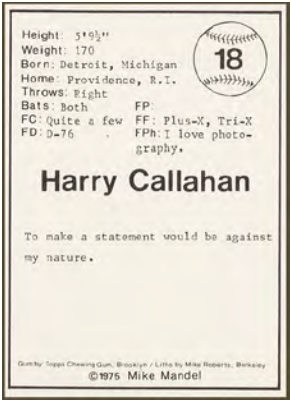 Height: 5'9½"
18
Weight: 170
Born: Detroit, Michigan
Home: Providence, R.I.
Throws: Right
Bats: Both FP:
FC: Quite a few FF: Plus-X, Tri-X
FD: D-76 . FPh: I love photo-
graphy.
Harry Callahan
To make a statement would be against
my nature.
Gum by Topps Chewing Gum, Brooklyn / Litho by Mike Roberts, Berkeley
©1975 Mike Mandel